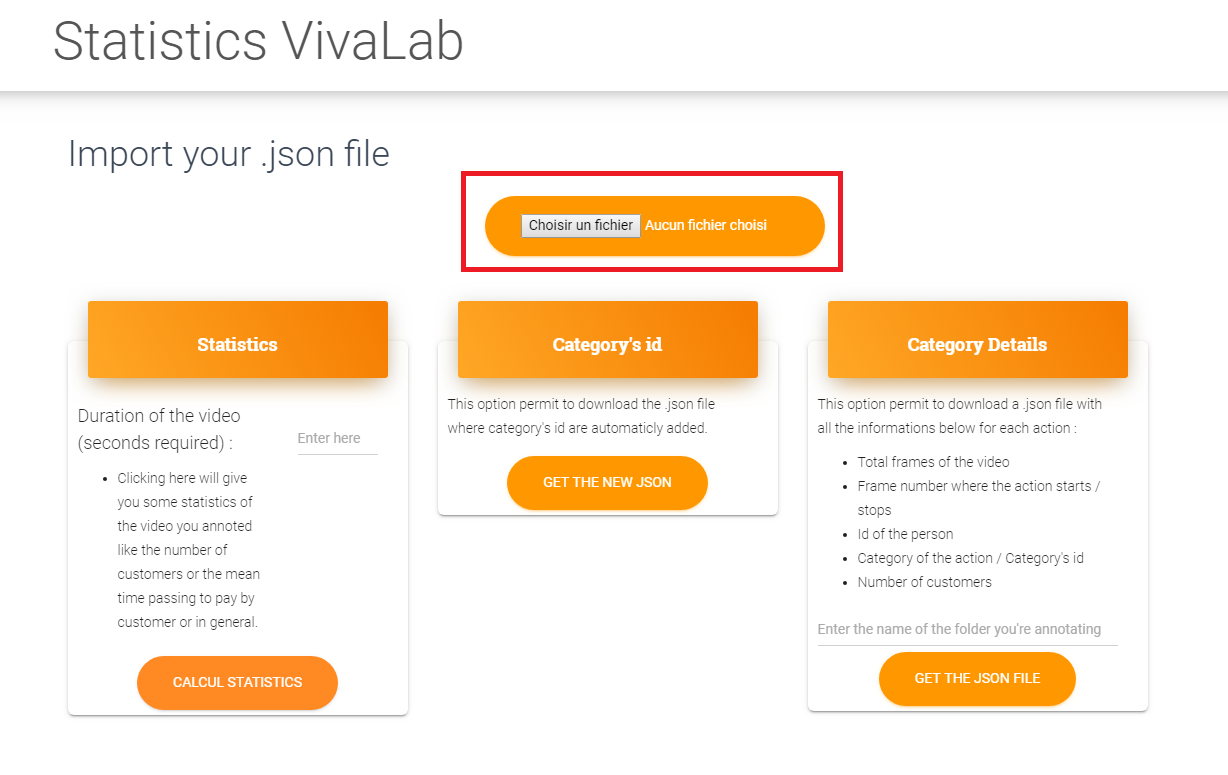 Statistics VivaLab
Import your .json file
Choisir un fichier Aucun fichier choisi
Statistics
Duration of the video
(seconds required) :
Enter here
• Clicking here will give
you some statistics of
the video you annoted
like the number of
customers or the mean
time passing to pay by
customer or in general.
CALCUL STATISTICS
Category's id
This option permit to download the .json file
where category's id are automaticly added.
GET THE NEW JSON
Category Details
This option permit to download a .json file with
all the informations below for each action :
• Total frames of the video
• Frame number where the action starts /
stops
• Id of the person
• Category of the action / Category's id
• Number of customers
Enter the name of the folder you're annotating
GET THE JSON FILE